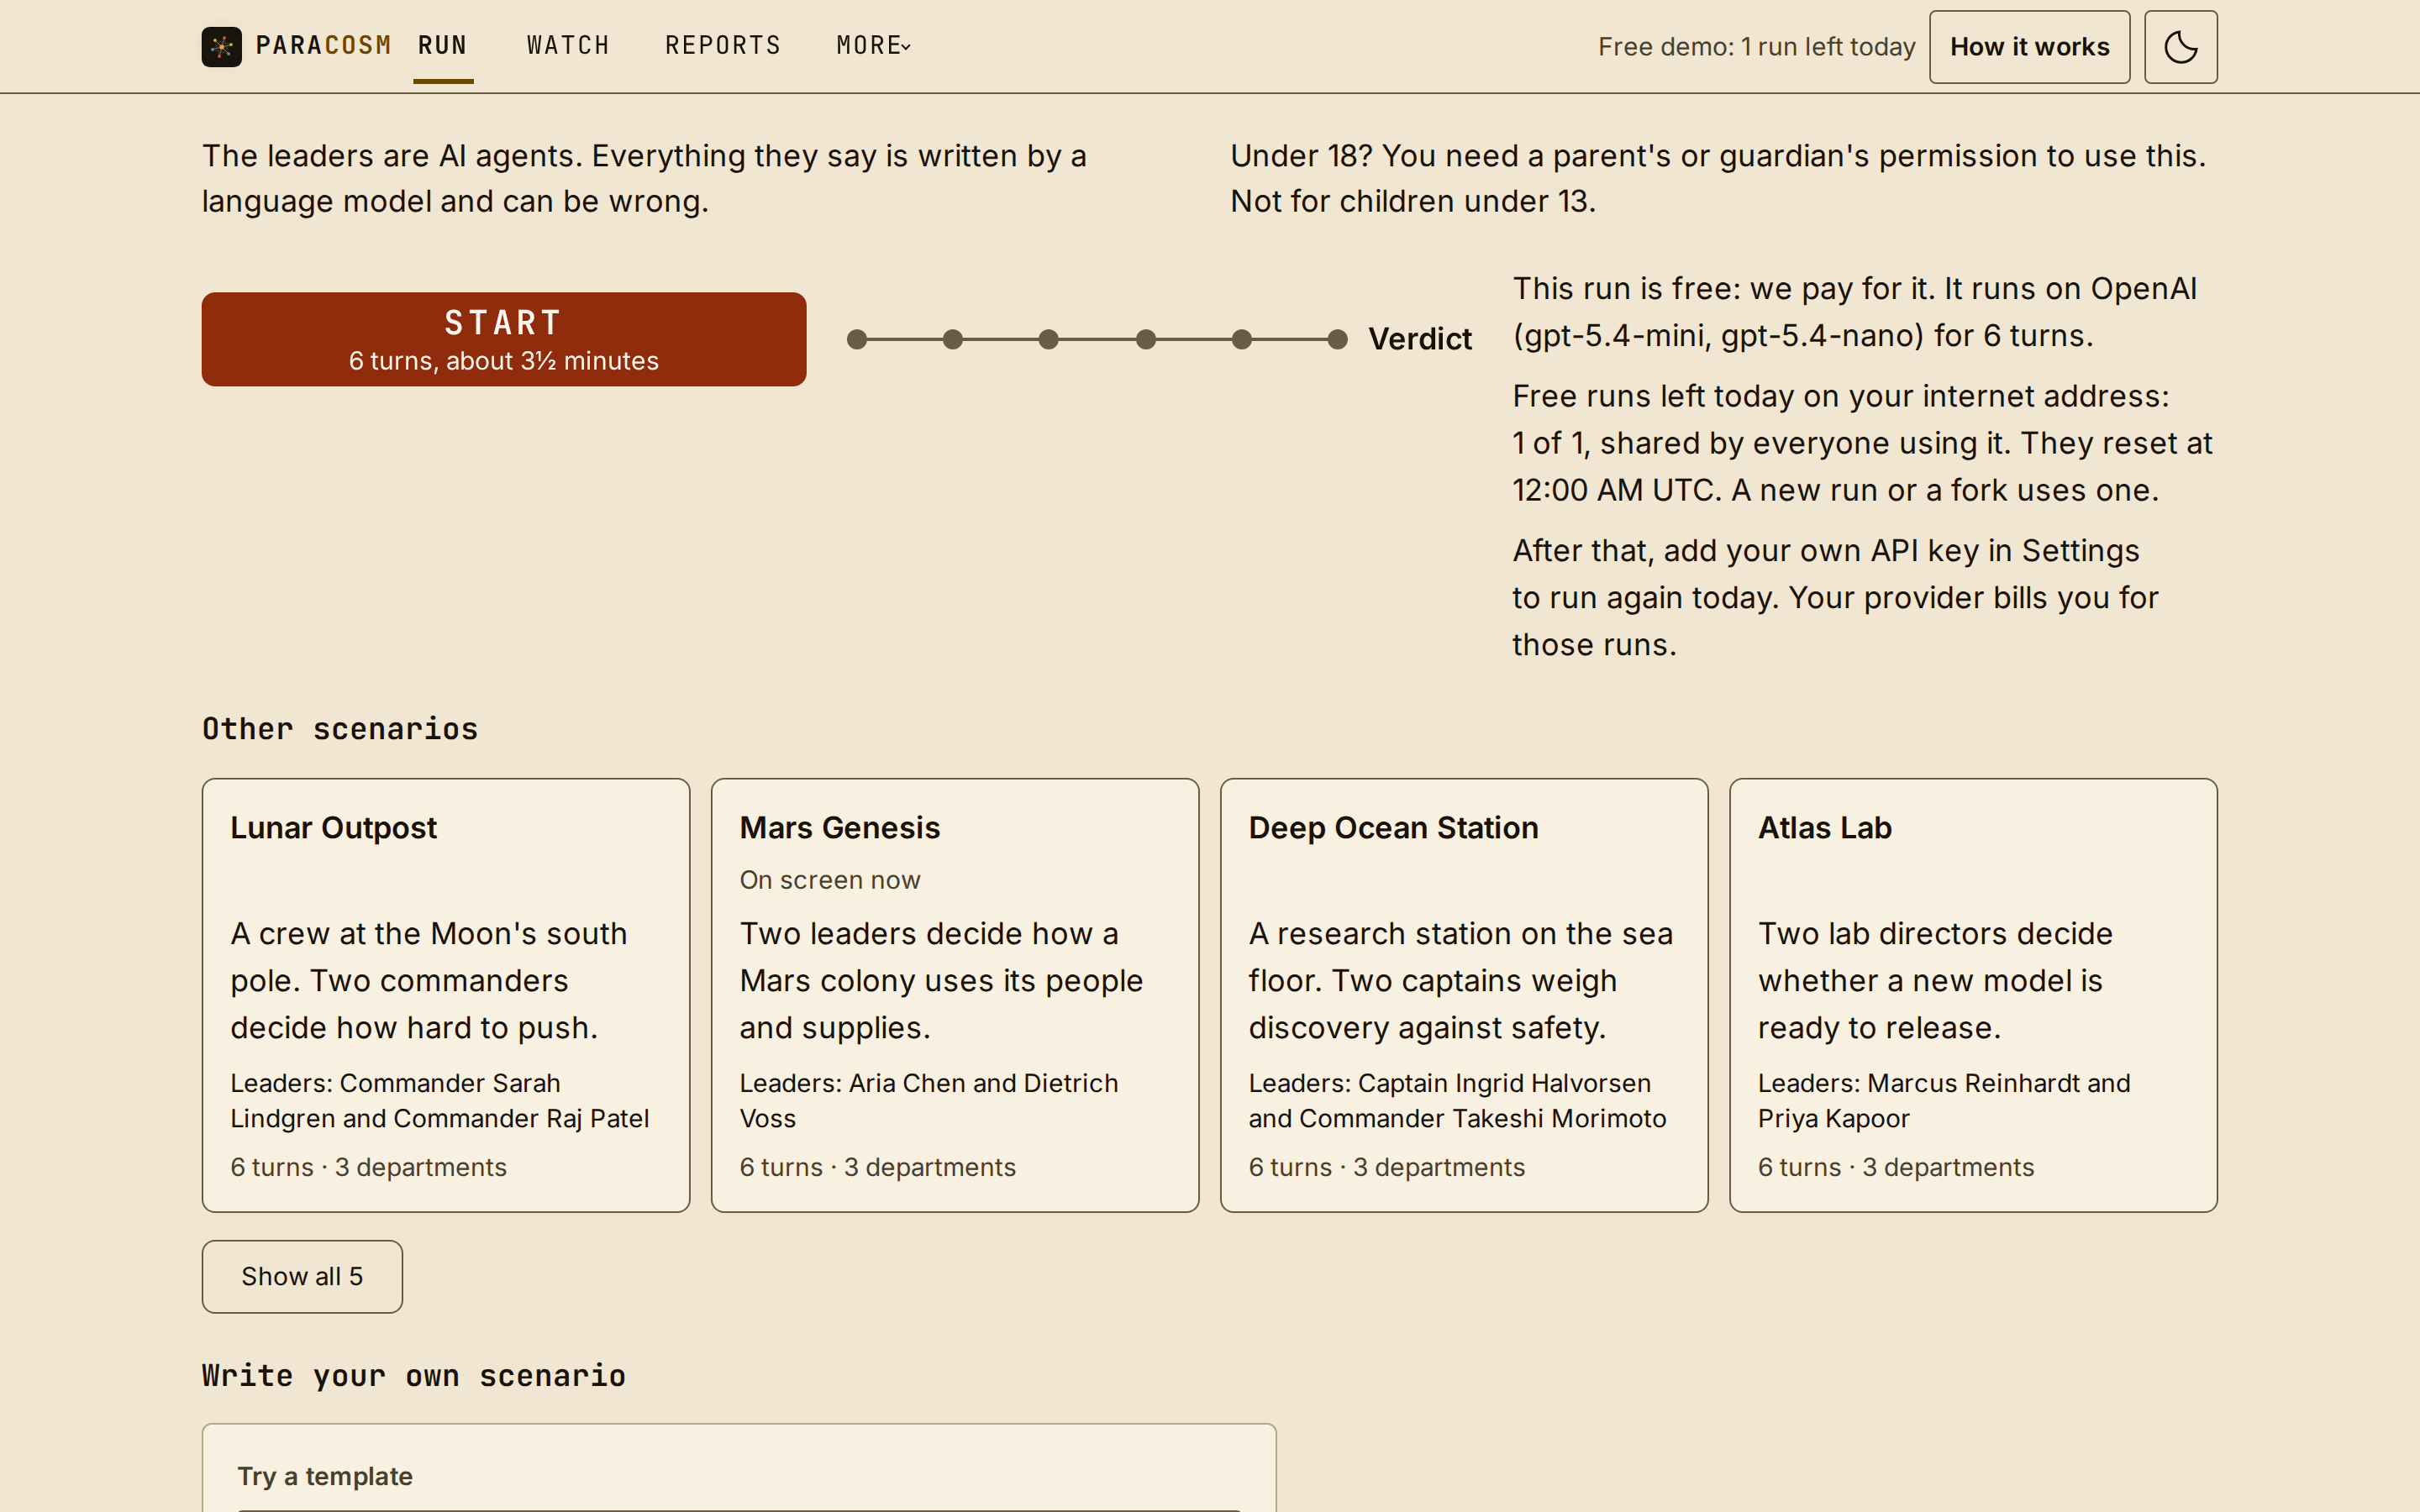 PARACOSM RUN WATCH REPORTS MORE
Free demo: 1 run left today How it works
The leaders are AI agents. Everything they say is written by a
language model and can be wrong.
Under 18? You need a parent's or guardian's permission to use this.
Not for children under 13.
START
6 turns, about 3½ minutes
Verdict
This run is free: we pay for it. It runs on OpenAI
(gpt-5.4-mini, gpt-5.4-nano) for 6 turns.
Free runs left today on your internet address:
1 of 1, shared by everyone using it. They reset at
12:00 AM UTC. A new run or a fork uses one.
After that, add your own API key in Settings
to run again today. Your provider bills you for
those runs.
Other scenarios
Lunar Outpost
A crew at the Moon's south
pole. Two commanders
decide how hard to push.
Leaders: Commander Sarah
Lindgren and Commander Raj Patel
6 turns · 3 departments
Mars Genesis
On screen now
Two leaders decide how a
Mars colony uses its people
and supplies.
Leaders: Aria Chen and Dietrich
Voss
6 turns · 3 departments
Deep Ocean Station
A research station on the sea
floor. Two captains weigh
discovery against safety.
Leaders: Captain Ingrid Halvorsen
and Commander Takeshi Morimoto
6 turns · 3 departments
Atlas Lab
Two lab directors decide
whether a new model is
ready to release.
Leaders: Marcus Reinhardt and
Priya Kapoor
6 turns · 3 departments
Show all 5
Write your own scenario
Try a template